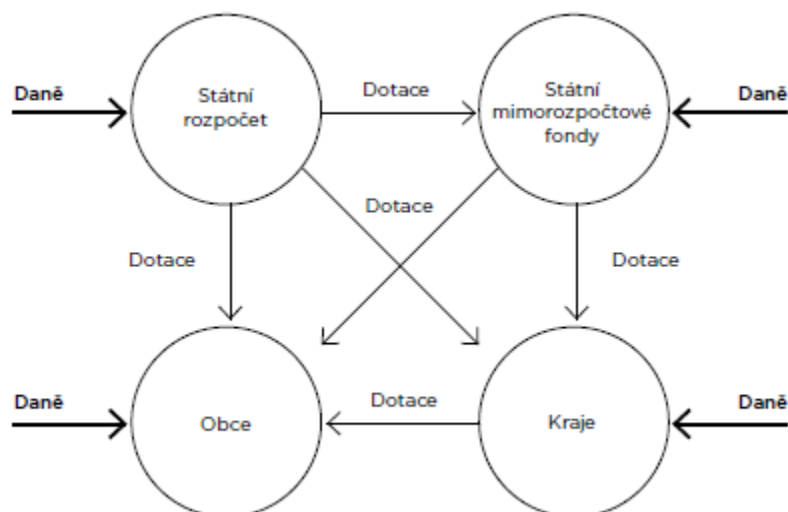 Daně
Státní
rozpočet
Dotace
Státní
mimorozpočtové
fondy
Daně
Dotace
Dotace
Dotace
Daně
Obce
Dotace
Kraje
Daně